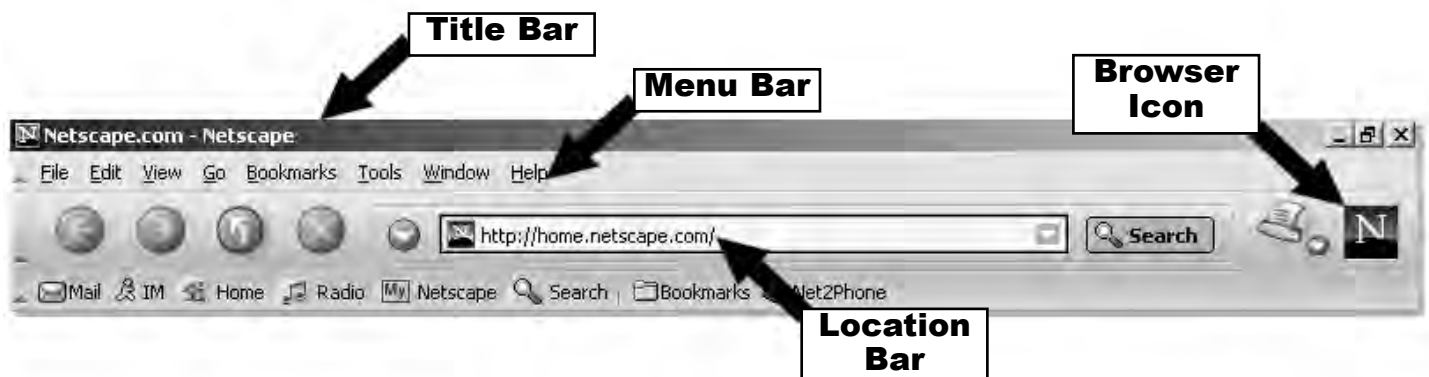 Title Bar
Menu Bar
Browser
Icon
N Netscape.com - Netscape
File Edit View Go Bookmarks Tools Window Help
http://home.netscape.com/
Search
N
Mail IM Home Radio My Netscape Search Bookmarks Net2Phone
Location
Bar